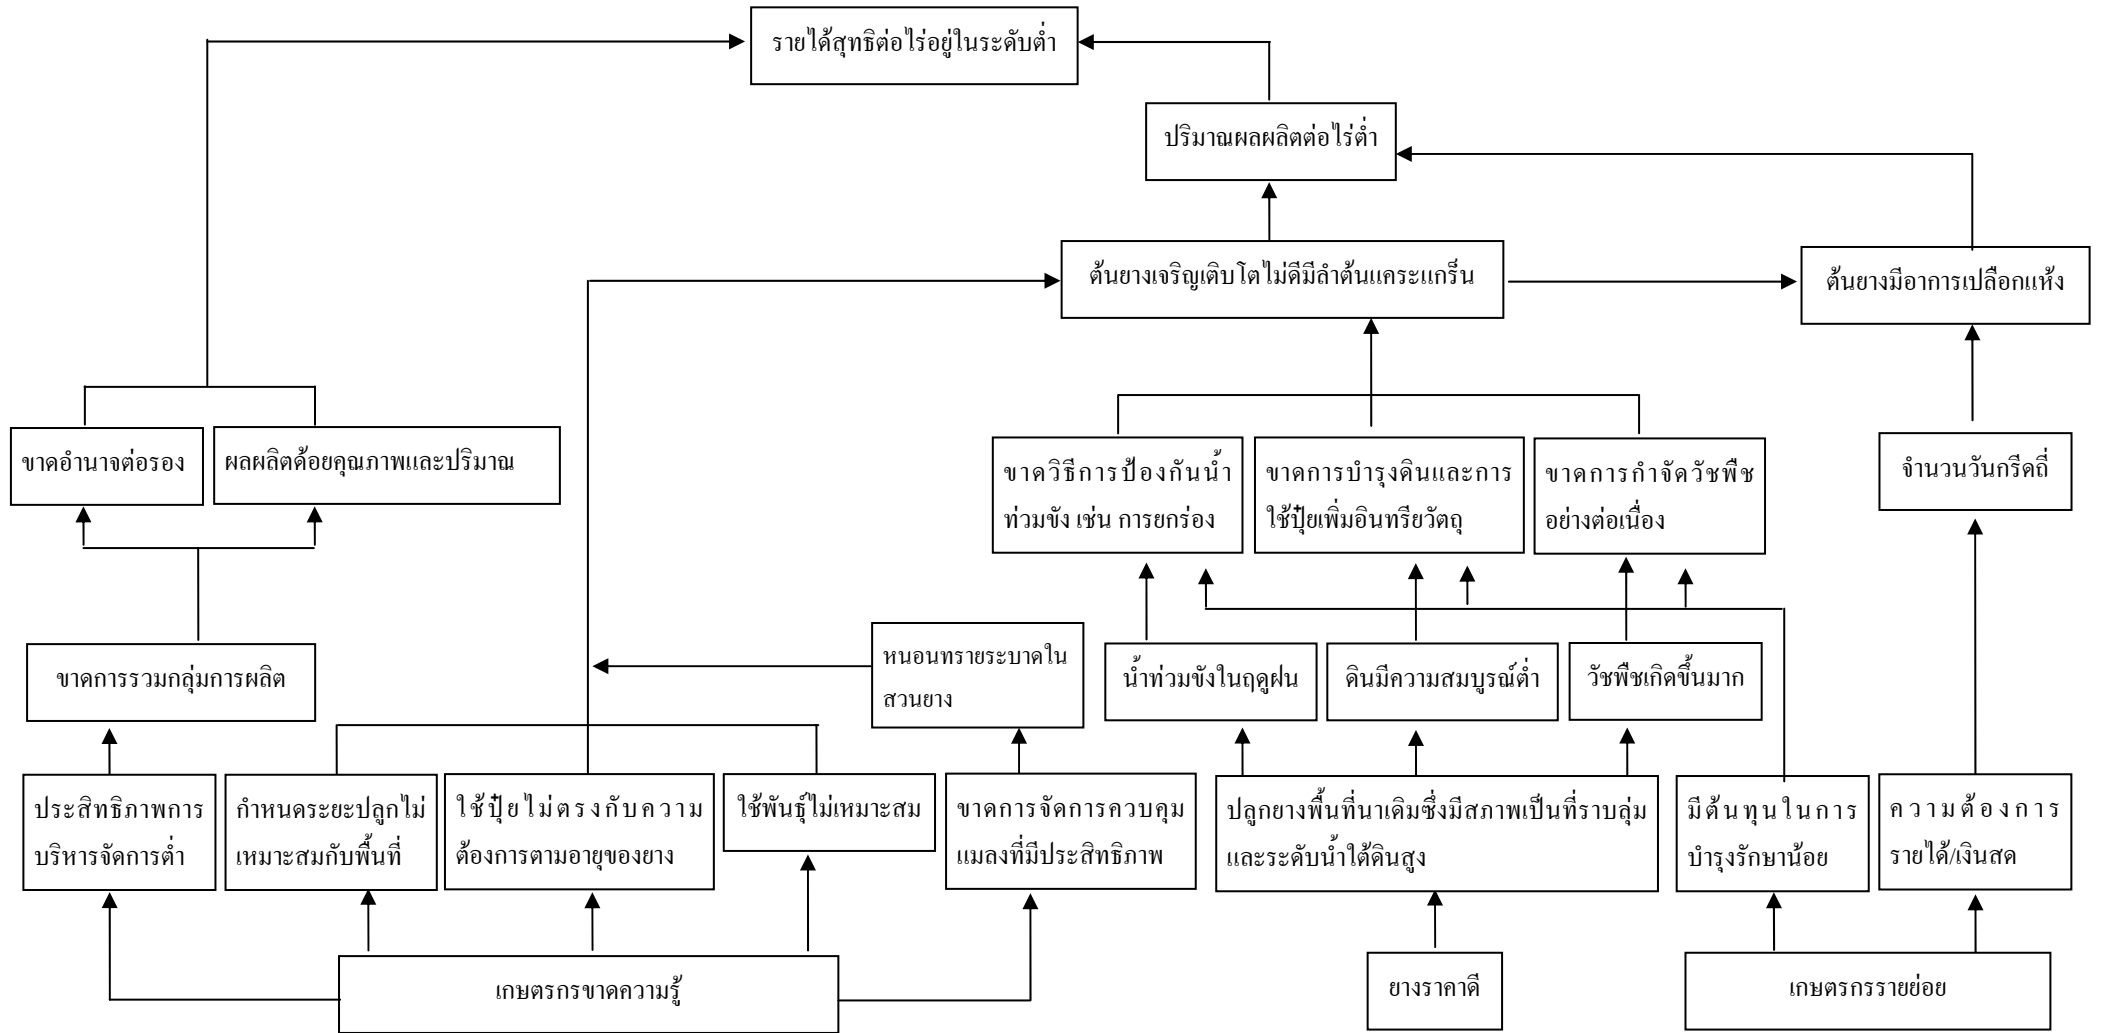 รายได้สุทธิต่อไร่อยู่ในระดับต่ำ
ปริมาณผลผลิตต่อไร่ต่ำ
ต้นยางเจริญเติบโตไม่ดีมีลำต้นแคระแกร็น
ต้นยางมีอาการเปลือกแห้ง
ขาดอำนาจต่อรอง
ผลผลิตด้อยคุณภาพและปริมาณ
ขาดวิธีการป้องกันน้ำ
ท่วมขัง เช่น การยกร่อง
ขาดการบำรุงดินและการ
ใช้ปุ๋ยเพิ่มอินทรียวัตถุ
ขาดการกำจัดวัชพืช
อย่างต่อเนื่อง
จำนวนวันกรีดถี่
ขาดการรวมกลุ่มการผลิต
หนอนทรายระบาดใน
สวนยาง
น้ำท่วมขังในฤดูฝน
ดินมีความสมบูรณ์ต่ำ
วัชพืชเกิดขึ้นมาก
ประสิทธิภาพการ
บริหารจัดการต่ำ
กำหนดระยะปลูกไม่
เหมาะสมกับพื้นที่
ใช้ปุ๋ยไม่ตรงกับความ
ต้องการตามอายุของยาง
ใช้พันธุ์ไม่เหมาะสม
ขาดการจัดการควบคุม
แมลงที่มีประสิทธิภาพ
ปลูกยางพื้นที่นาเดิมซึ่งมีสภาพเป็นที่ราบลุ่ม
และระดับน้ำใต้ดินสูง
มีต้นทุนในการ
บำรุงรักษาน้อย
ความต้องการ
รายได้/เงินสด
เกษตรกรขาดความรู้
ยางราคาดี
เกษตรกรรายย่อย